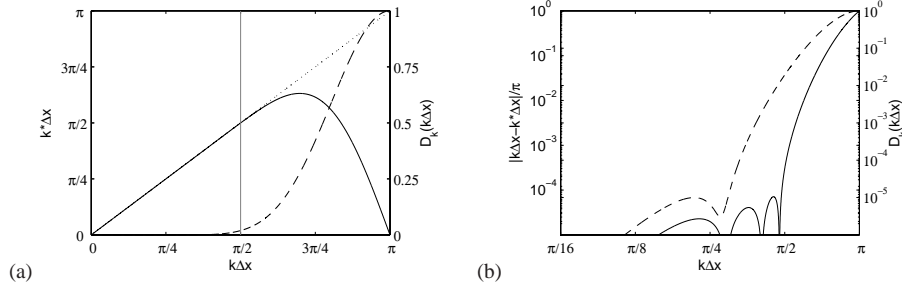 π
3π/4
π/2
π/4
0
k*Δx
1
0.75
0.5
0.25
0
D_k(kΔx)
0
π/4
π/2
3π/4
π
kΔx
(a)
10^0
10^-1
10^-2
10^-3
10^-4
|kΔx−k*Δx|/π
10^0
10^-1
10^-2
10^-3
10^-4
10^-5
D_k(kΔx)
π/16
π/8
π/4
π/2
π
kΔx
(b)